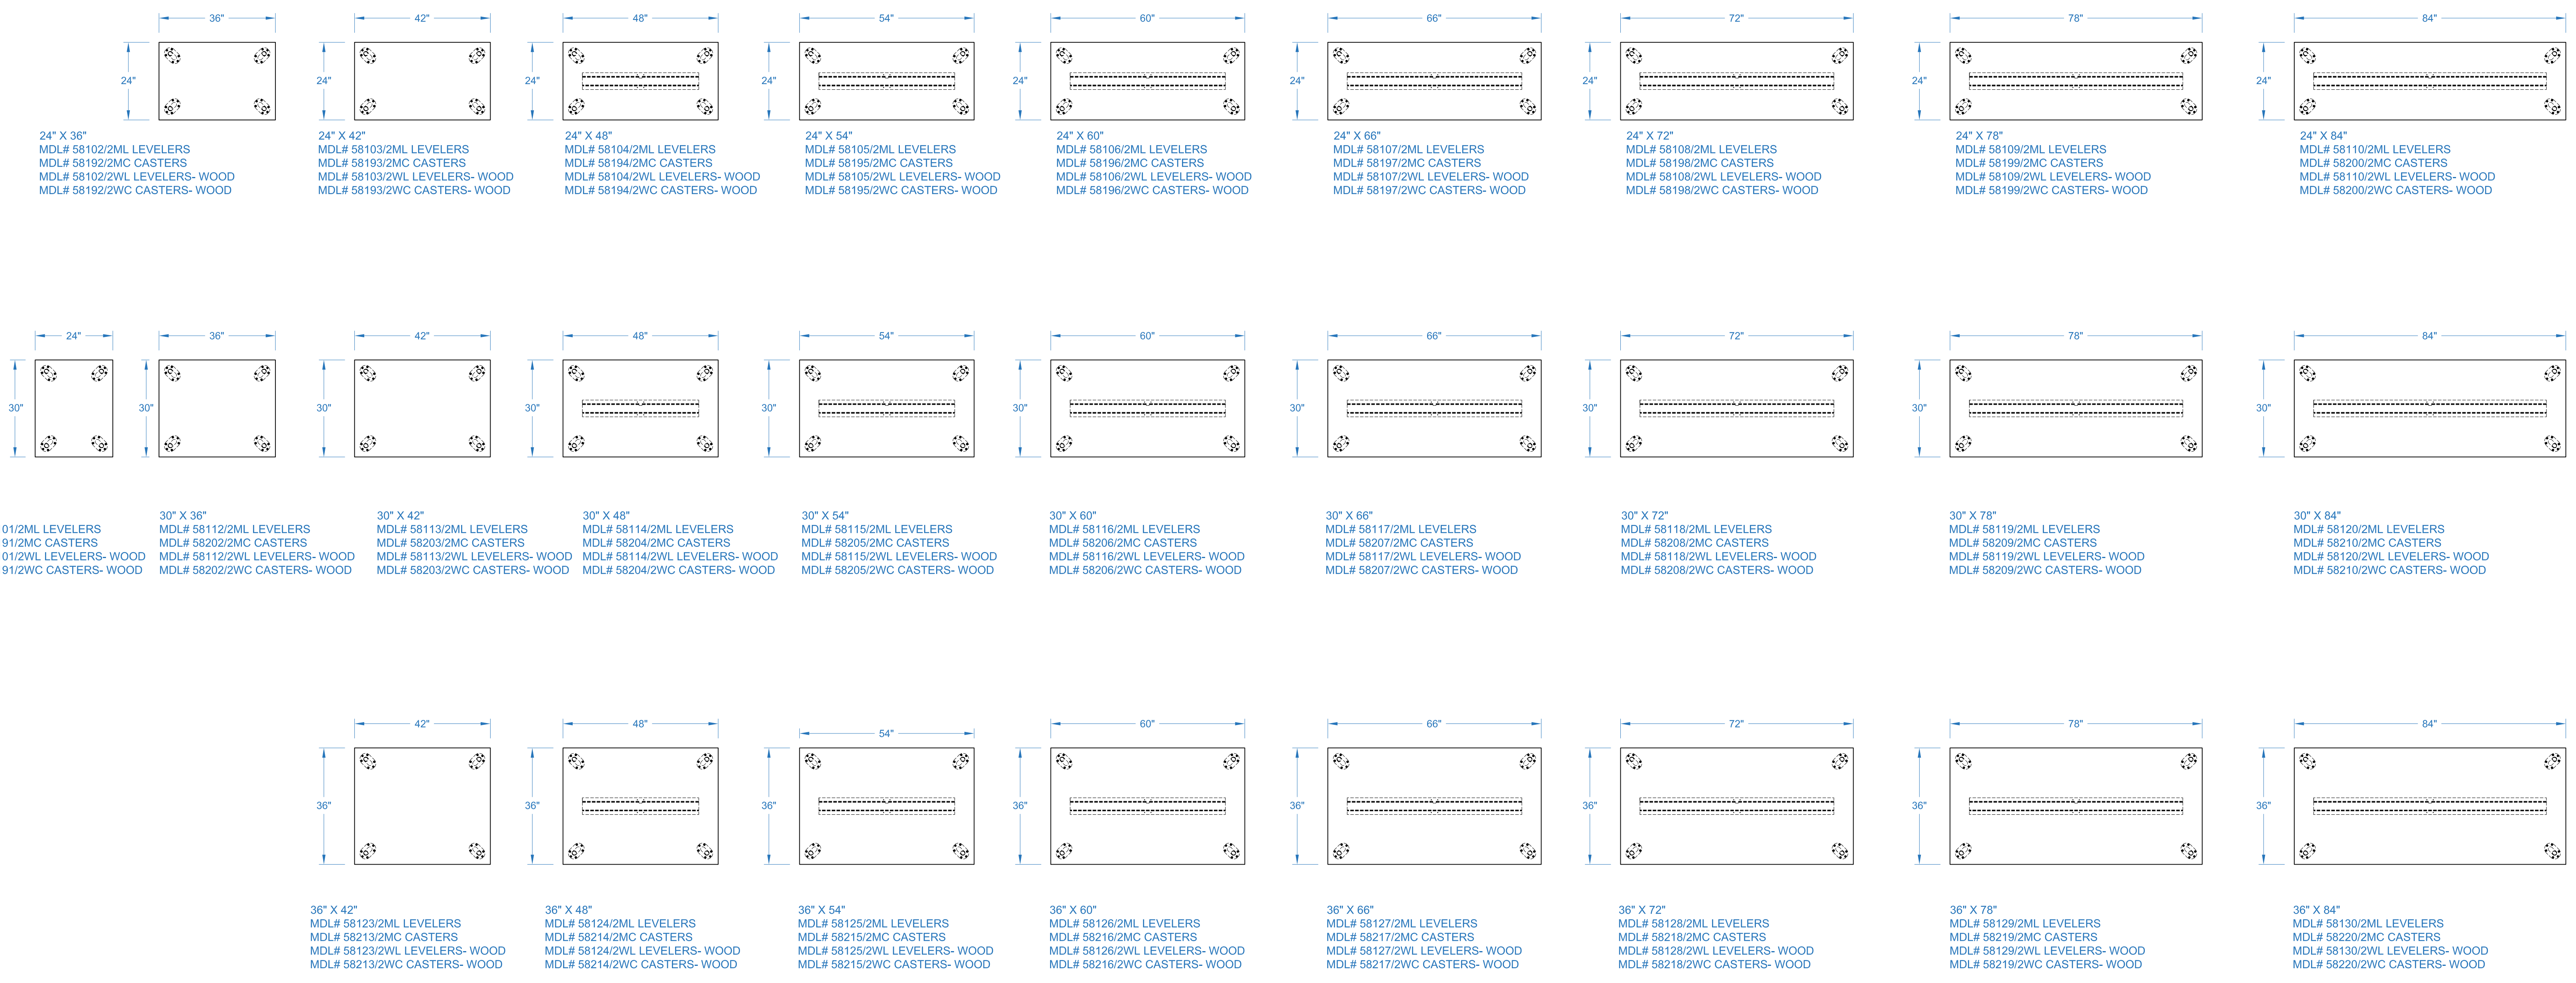 36"
42"
48"
54"
60"
66"
72"
78"
84"
24"
24"
24"
24"
24"
24"
24"
24"
24"
24" X 36"
MDL# 58102/2ML LEVELERS
MDL# 58192/2MC CASTERS
MDL# 58102/2WL LEVELERS- WOOD
MDL# 58192/2WC CASTERS- WOOD
24" X 42"
MDL# 58103/2ML LEVELERS
MDL# 58193/2MC CASTERS
MDL# 58103/2WL LEVELERS- WOOD
MDL# 58193/2WC CASTERS- WOOD
24" X 48"
MDL# 58104/2ML LEVELERS
MDL# 58194/2MC CASTERS
MDL# 58104/2WL LEVELERS- WOOD
MDL# 58194/2WC CASTERS- WOOD
24" X 54"
MDL# 58105/2ML LEVELERS
MDL# 58195/2MC CASTERS
MDL# 58105/2WL LEVELERS- WOOD
MDL# 58195/2WC CASTERS- WOOD
24" X 60"
MDL# 58106/2ML LEVELERS
MDL# 58196/2MC CASTERS
MDL# 58106/2WL LEVELERS- WOOD
MDL# 58196/2WC CASTERS- WOOD
24" X 66"
MDL# 58107/2ML LEVELERS
MDL# 58197/2MC CASTERS
MDL# 58107/2WL LEVELERS- WOOD
MDL# 58197/2WC CASTERS- WOOD
24" X 72"
MDL# 58108/2ML LEVELERS
MDL# 58198/2MC CASTERS
MDL# 58108/2WL LEVELERS- WOOD
MDL# 58198/2WC CASTERS- WOOD
24" X 78"
MDL# 58109/2ML LEVELERS
MDL# 58199/2MC CASTERS
MDL# 58109/2WL LEVELERS- WOOD
MDL# 58199/2WC CASTERS- WOOD
24" X 84"
MDL# 58110/2ML LEVELERS
MDL# 58200/2MC CASTERS
MDL# 58110/2WL LEVELERS- WOOD
MDL# 58200/2WC CASTERS- WOOD
24"
36"
42"
48"
54"
60"
66"
72"
78"
84"
30"
30"
30"
30"
30"
30"
30"
30"
30"
30"
01/2ML LEVELERS
91/2MC CASTERS
01/2WL LEVELERS- WOOD
91/2WC CASTERS- WOOD
30" X 36"
MDL# 58112/2ML LEVELERS
MDL# 58202/2MC CASTERS
MDL# 58112/2WL LEVELERS- WOOD
MDL# 58202/2WC CASTERS- WOOD
30" X 42"
MDL# 58113/2ML LEVELERS
MDL# 58203/2MC CASTERS
MDL# 58113/2WL LEVELERS- WOOD
MDL# 58203/2WC CASTERS- WOOD
30" X 48"
MDL# 58114/2ML LEVELERS
MDL# 58204/2MC CASTERS
MDL# 58114/2WL LEVELERS- WOOD
MDL# 58204/2WC CASTERS- WOOD
30" X 54"
MDL# 58115/2ML LEVELERS
MDL# 58205/2MC CASTERS
MDL# 58115/2WL LEVELERS- WOOD
MDL# 58205/2WC CASTERS- WOOD
30" X 60"
MDL# 58116/2ML LEVELERS
MDL# 58206/2MC CASTERS
MDL# 58116/2WL LEVELERS- WOOD
MDL# 58206/2WC CASTERS- WOOD
30" X 66"
MDL# 58117/2ML LEVELERS
MDL# 58207/2MC CASTERS
MDL# 58117/2WL LEVELERS- WOOD
MDL# 58207/2WC CASTERS- WOOD
30" X 72"
MDL# 58118/2ML LEVELERS
MDL# 58208/2MC CASTERS
MDL# 58118/2WL LEVELERS- WOOD
MDL# 58208/2WC CASTERS- WOOD
30" X 78"
MDL# 58119/2ML LEVELERS
MDL# 58209/2MC CASTERS
MDL# 58119/2WL LEVELERS- WOOD
MDL# 58209/2WC CASTERS- WOOD
30" X 84"
MDL# 58120/2ML LEVELERS
MDL# 58210/2MC CASTERS
MDL# 58120/2WL LEVELERS- WOOD
MDL# 58210/2WC CASTERS- WOOD
42"
48"
54"
60"
66"
72"
78"
84"
36"
36"
36"
36"
36"
36"
36"
36"
36" X 42"
MDL# 58123/2ML LEVELERS
MDL# 58213/2MC CASTERS
MDL# 58123/2WL LEVELERS- WOOD
MDL# 58213/2WC CASTERS- WOOD
36" X 48"
MDL# 58124/2ML LEVELERS
MDL# 58214/2MC CASTERS
MDL# 58124/2WL LEVELERS- WOOD
MDL# 58214/2WC CASTERS- WOOD
36" X 54"
MDL# 58125/2ML LEVELERS
MDL# 58215/2MC CASTERS
MDL# 58125/2WL LEVELERS- WOOD
MDL# 58215/2WC CASTERS- WOOD
36" X 60"
MDL# 58126/2ML LEVELERS
MDL# 58216/2MC CASTERS
MDL# 58126/2WL LEVELERS- WOOD
MDL# 58216/2WC CASTERS- WOOD
36" X 66"
MDL# 58127/2ML LEVELERS
MDL# 58217/2MC CASTERS
MDL# 58127/2WL LEVELERS- WOOD
MDL# 58217/2WC CASTERS- WOOD
36" X 72"
MDL# 58128/2ML LEVELERS
MDL# 58218/2MC CASTERS
MDL# 58128/2WL LEVELERS- WOOD
MDL# 58218/2WC CASTERS- WOOD
36" X 78"
MDL# 58129/2ML LEVELERS
MDL# 58219/2MC CASTERS
MDL# 58129/2WL LEVELERS- WOOD
MDL# 58219/2WC CASTERS- WOOD
36" X 84"
MDL# 58130/2ML LEVELERS
MDL# 58220/2MC CASTERS
MDL# 58130/2WL LEVELERS- WOOD
MDL# 58220/2WC CASTERS- WOOD